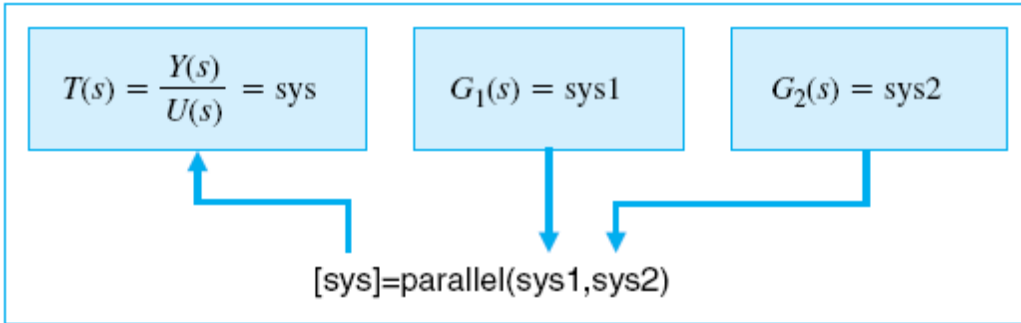 T(s) = Y(s)/U(s) = sys
G₁(s) = sys1
G₂(s) = sys2
[sys]=parallel(sys1,sys2)